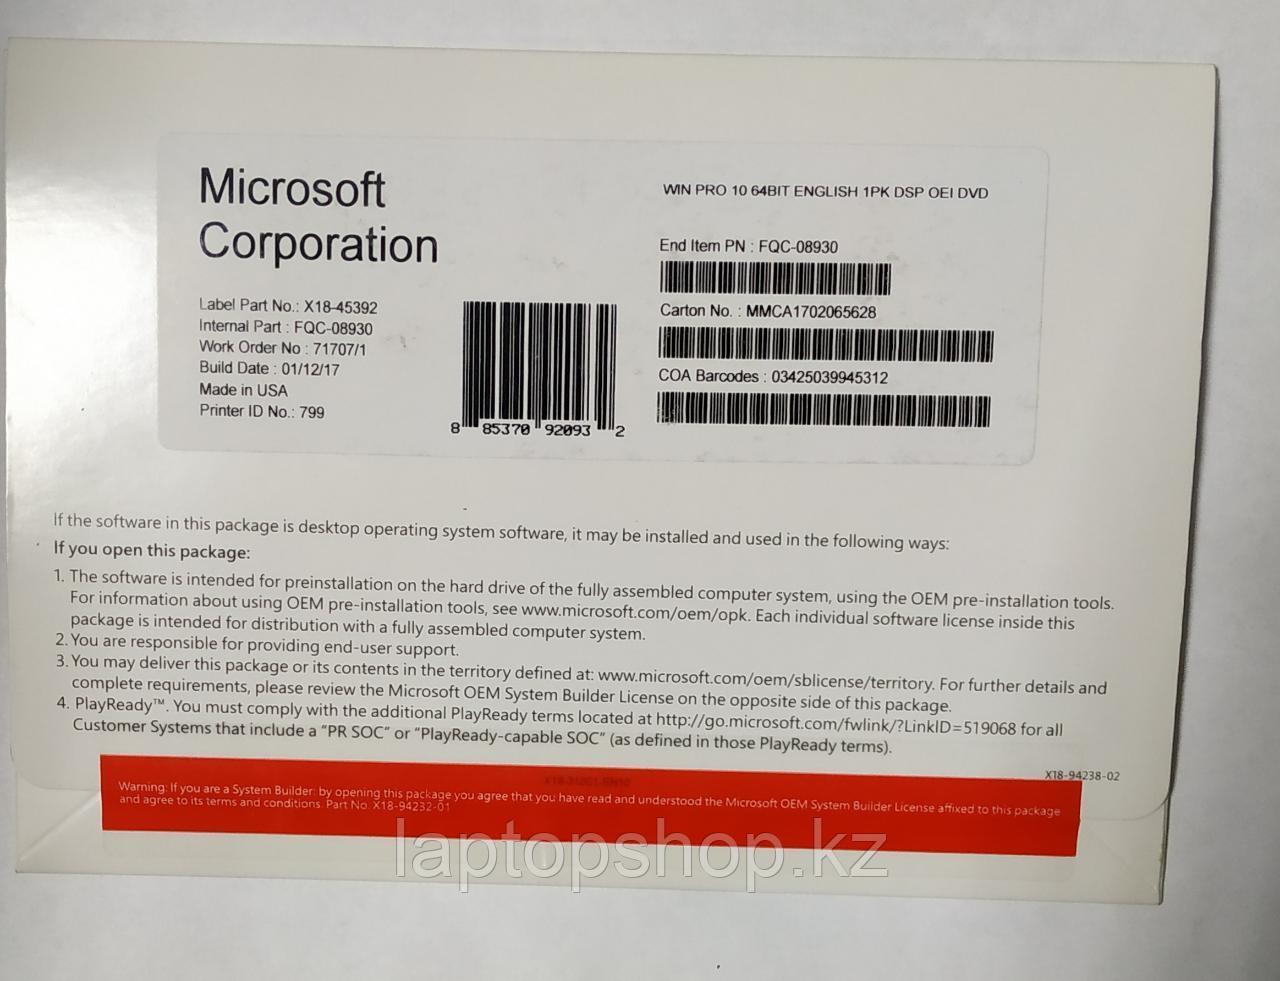 Microsoft
Corporation
Label Part No.: X18-45392
Internal Part : FQC-08930
Work Order No : 71707/1
Build Date : 01/12/17
Made in USA
Printer ID No.: 799
8 85370 92093 2
WIN PRO 10 64BIT ENGLISH 1PK DSP OEI DVD
End Item PN : FQC-08930
Carton No. : MMCA1702065628
COA Barcodes : 03425039945312
If the software in this package is desktop operating system software, it may be installed and used in the following ways:
If you open this package:
1. The software is intended for preinstallation on the hard drive of the fully assembled computer system, using the OEM pre-installation tools.
For information about using OEM pre-installation tools, see www.microsoft.com/oem/opk. Each individual software license inside this
package is intended for distribution with a fully assembled computer system.
2. You are responsible for providing end-user support.
3. You may deliver this package or its contents in the territory defined at: www.microsoft.com/oem/sblicense/territory. For further details and
complete requirements, please review the Microsoft OEM System Builder License on the opposite side of this package.
4. PlayReady™. You must comply with the additional PlayReady terms located at http://go.microsoft.com/fwlink/?LinkID=519068 for all
Customer Systems that include a “PR SOC” or “PlayReady-capable SOC” (as defined in those PlayReady terms).
X18-94238-02
Warning: If you are a System Builder: by opening this package you agree that you have read and understood the Microsoft OEM System Builder License affixed to this package
and agree to its terms and conditions. Part No. X18-94232-01
laptopshop.kz